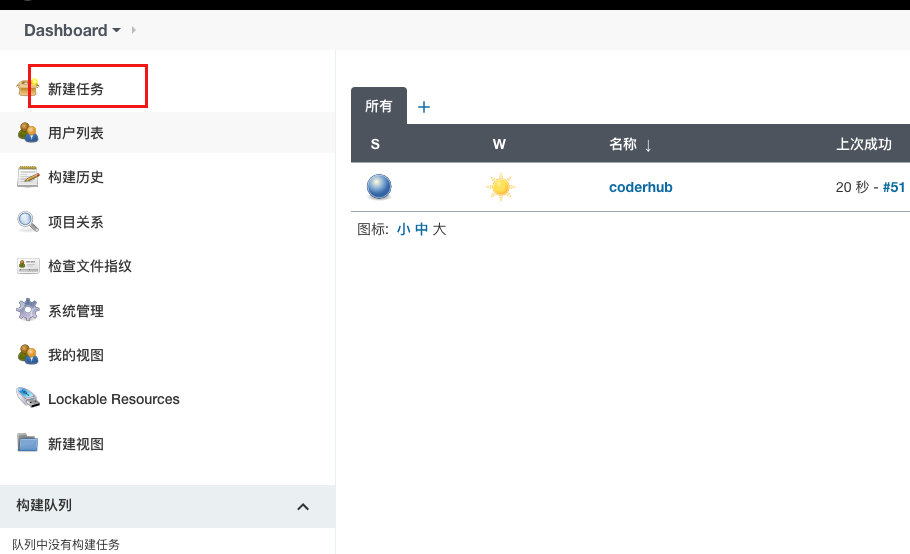 Dashboard
新建任务
用户列表
构建历史
项目关系
检查文件指纹
系统管理
我的视图
Lockable Resources
新建视图
构建队列
队列中没有构建任务
所有 +
S W 名称 ↓ 上次成功
coderhub 20 秒 - #51
图标: 小 中 大